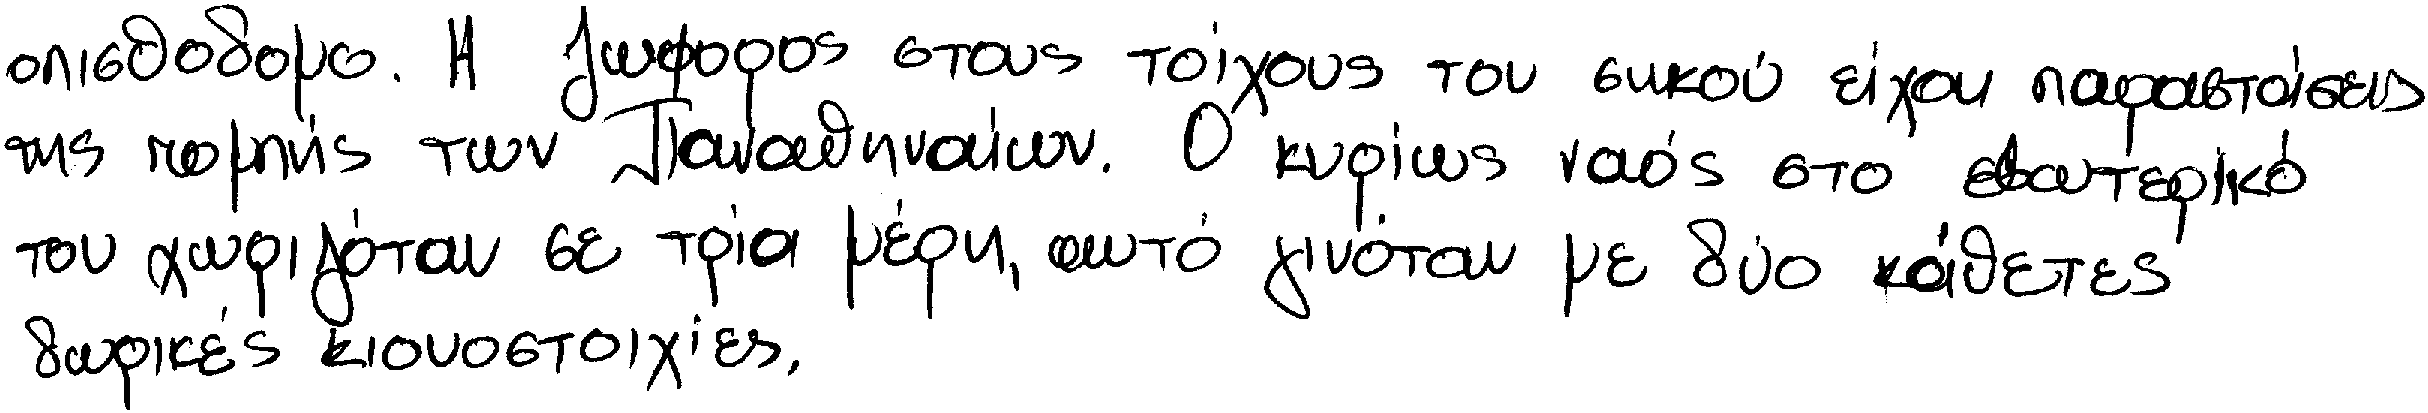 οπισθοδομο. Η ζωφορος στους τοίχους του σηκού είχαν παραστάσεις
της πομπής των Παναθηναίων. Ο κυρίως ναός στο εσωτερικό
του χωριζόταν σε τρία μέρη, αυτό γινόταν με δύο κάθετες
δωρικές κιονοστοιχίες.